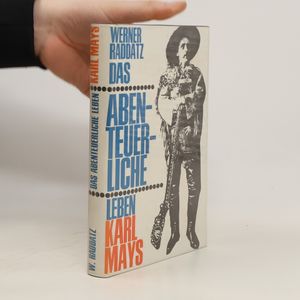 WERNER
RADDATZ
DAS
ABEN-
TEUER-
LICHE
LEBEN
KARL
MAYS
W. RADDATZ
DAS ABENTEUERLICHE LEBEN
KARL MAYS